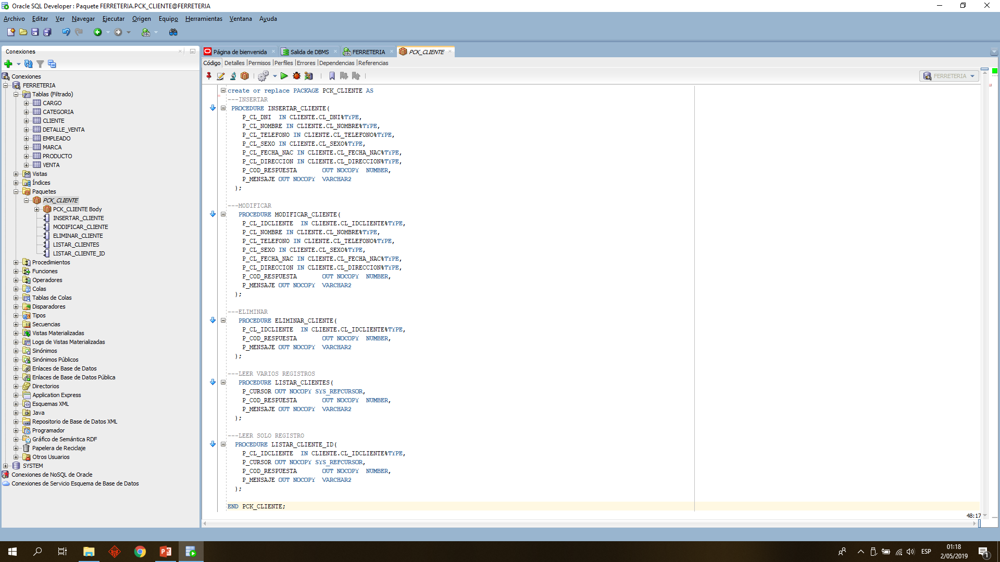 Oracle SQL Developer : Paquete FERRETERIA.PCK_CLIENTE@FERRETERIA
Archivo Editar Ver Navegar Ejecutar Origen Equipo Herramientas Ventana Ayuda
Conexiones
Conexiones
FERRETERIA
Tablas (Filtrado)
CARGO
CATEGORIA
CLIENTE
DETALLE_VENTA
EMPLEADO
MARCA
PRODUCTO
VENTA
Vistas
Índices
Paquetes
PCK_CLIENTE
PCK_CLIENTE Body
INSERTAR_CLIENTE
MODIFICAR_CLIENTE
ELIMINAR_CLIENTE
LISTAR_CLIENTES
LISTAR_CLIENTE_ID
Procedimientos
Funciones
Operadores
Colas
Tablas de Colas
Disparadores
Tipos
Secuencias
Vistas Materializadas
Logs de Vistas Materializadas
Sinónimos
Sinónimos Públicos
Enlaces de Base de Datos
Enlaces de Base de Datos Pública
Directorios
Application Express
Esquemas XML
Java
Repositorio de Base de Datos XML
Programador
Gráfico de Semántica RDF
Papelera de Reciclaje
Otros Usuarios
SYSTEM
Conexiones de NoSQL de Oracle
Conexiones de Servicio Esquema de Base de Datos
Página de bienvenida Salida de DBMS FERRETERIA PCK_CLIENTE
Código Detalles Permisos Perfiles Errores Dependencias Referencias
FERRETERIA
create or replace PACKAGE PCK_CLIENTE AS
---INSERTAR
PROCEDURE INSERTAR_CLIENTE(
P_CL_DNI IN CLIENTE.CL_DNI%TYPE,
P_CL_NOMBRE IN CLIENTE.CL_NOMBRE%TYPE,
P_CL_TELEFONO IN CLIENTE.CL_TELEFONO%TYPE,
P_CL_SEXO IN CLIENTE.CL_SEXO%TYPE,
P_CL_FECHA_NAC IN CLIENTE.CL_FECHA_NAC%TYPE,
P_CL_DIRECCION IN CLIENTE.CL_DIRECCION%TYPE,
P_COD_RESPUESTA OUT NOCOPY NUMBER,
P_MENSAJE OUT NOCOPY VARCHAR2
);
---MODIFICAR
PROCEDURE MODIFICAR_CLIENTE(
P_CL_IDCLIENTE IN CLIENTE.CL_IDCLIENTE%TYPE,
P_CL_NOMBRE IN CLIENTE.CL_NOMBRE%TYPE,
P_CL_TELEFONO IN CLIENTE.CL_TELEFONO%TYPE,
P_CL_SEXO IN CLIENTE.CL_SEXO%TYPE,
P_CL_FECHA_NAC IN CLIENTE.CL_FECHA_NAC%TYPE,
P_CL_DIRECCION IN CLIENTE.CL_DIRECCION%TYPE,
P_COD_RESPUESTA OUT NOCOPY NUMBER,
P_MENSAJE OUT NOCOPY VARCHAR2
);
---ELIMINAR
PROCEDURE ELIMINAR_CLIENTE(
P_CL_IDCLIENTE IN CLIENTE.CL_IDCLIENTE%TYPE,
P_COD_RESPUESTA OUT NOCOPY NUMBER,
P_MENSAJE OUT NOCOPY VARCHAR2
);
---LEER VARIOS REGISTROS
PROCEDURE LISTAR_CLIENTES(
P_CURSOR OUT NOCOPY SYS_REFCURSOR,
P_COD_RESPUESTA OUT NOCOPY NUMBER,
P_MENSAJE OUT NOCOPY VARCHAR2
);
---LEER SOLO REGISTRO
PROCEDURE LISTAR_CLIENTE_ID(
P_CL_IDCLIENTE IN CLIENTE.CL_IDCLIENTE%TYPE,
P_CURSOR OUT NOCOPY SYS_REFCURSOR,
P_COD_RESPUESTA OUT NOCOPY NUMBER,
P_MENSAJE OUT NOCOPY VARCHAR2
);
END PCK_CLIENTE;
48:17
ESP
01:18
2/05/2019
1